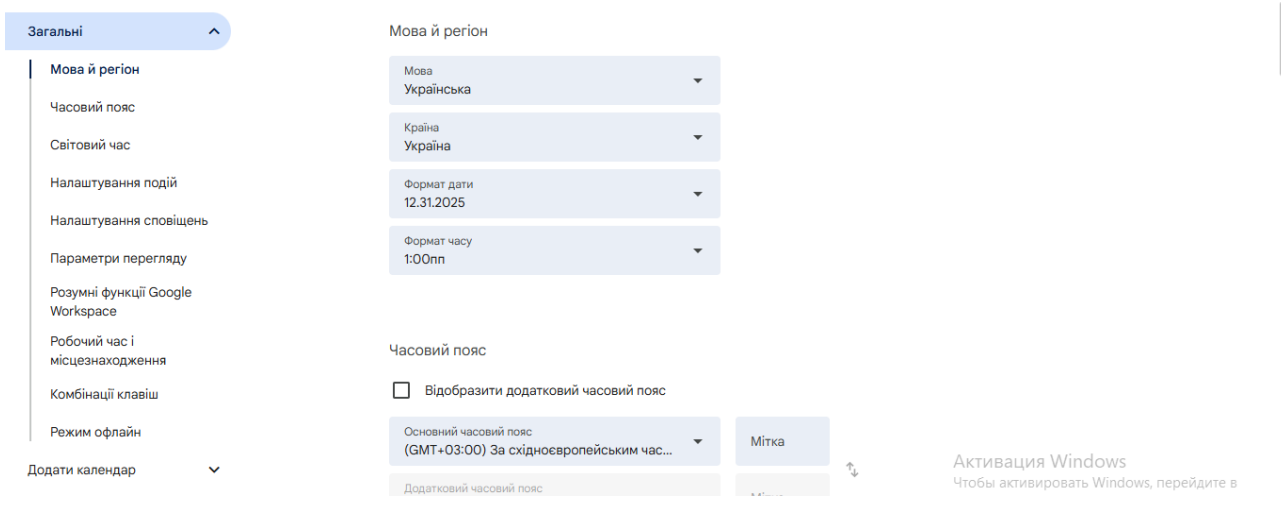 Загальні
Мова й регіон
Часовий пояс
Світовий час
Налаштування подій
Налаштування сповіщень
Параметри перегляду
Розумні функції Google
Workspace
Робочий час і
місцезнаходження
Комбінації клавіш
Режим офлайн
Додати календар
Мова й регіон
Мова
Українська
Країна
Україна
Формат дати
12.31.2025
Формат часу
1:00пп
Часовий пояс
Відобразити додатковий часовий пояс
Основний часовий пояс
(GMT+03:00) За східноєвропейським час...
Мітка
Додатковий часовий пояс
Активация Windows
Чтобы активировать Windows, перейдите в